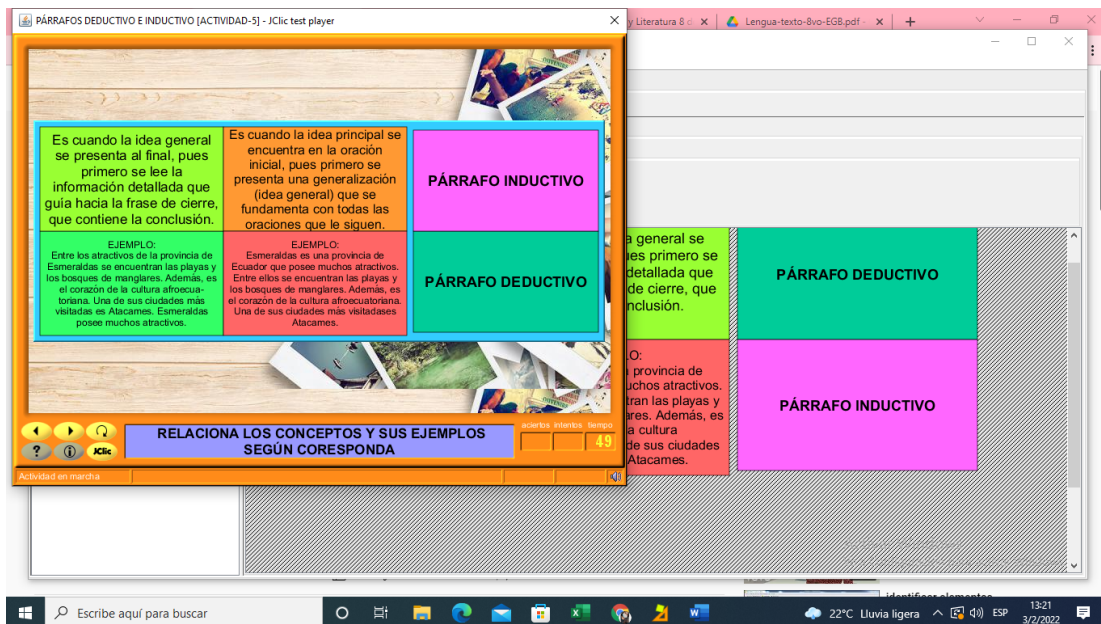 PÁRRAFOS DEDUCTIVO E INDUCTIVO [ACTIVIDAD-5] - JClic test player
y Literatura 8
Lengua-texto-8vo-EGB.pdf
Es cuando la idea general
se presenta al final, pues
primero se lee la
información detallada que
guía hacia la frase de cierre,
que contiene la conclusión.
Es cuando la idea principal se
encuentra en la oración
inicial, pues primero se
presenta una generalización
(idea general) que se
fundamenta con todas las
oraciones que le siguen.
PÁRRAFO INDUCTIVO
EJEMPLO:
Entre los atractivos de la provincia de
Esmeraldas se encuentran las playas y
los bosques de manglares. Además, es
el corazón de la cultura afroecua-
toriana. Una de sus ciudades más
visitadas es Atacames. Esmeraldas
posee muchos atractivos.
EJEMPLO:
Esmeraldas es una provincia de
Ecuador que posee muchos atractivos.
Entre ellos se encuentran las playas y
los bosques de manglares. Además, es
el corazón de la cultura afroecuatoriana.
Una de sus ciudades más visitadases
Atacames.
PÁRRAFO DEDUCTIVO
a general se
ues primero se
detallada que
de cierre, que
nclusión.
PÁRRAFO DEDUCTIVO
LO:
provincia de
uchos atractivos.
tran las playas y
ares. Además, es
a cultura
de sus ciudades
Atacames.
PÁRRAFO INDUCTIVO
RELACIONA LOS CONCEPTOS Y SUS EJEMPLOS
SEGÚN CORESPONDA
aciertos intentos tiempo
49
JClic
Actividad en marcha
identificar elementos
Escribe aquí para buscar
22°C Lluvia ligera
ESP
13:21
3/2/2022